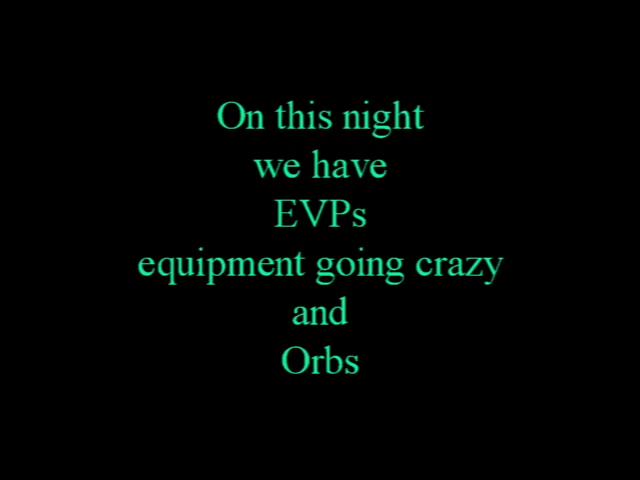 On this night
we have
EVPs
equipment going crazy
and
Orbs